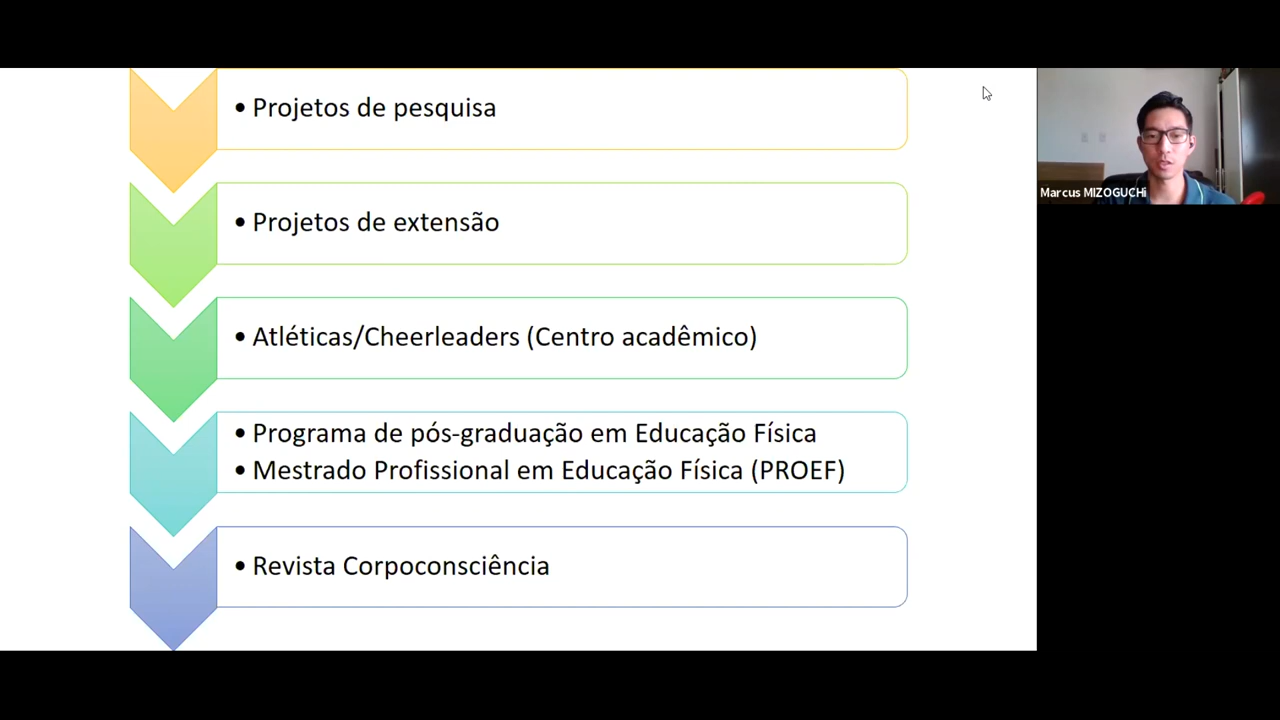 • Projetos de pesquisa
Marcus MIZOGUCHi
• Projetos de extensão
• Atléticas/Cheerleaders (Centro acadêmico)
• Programa de pós-graduação em Educação Física
• Mestrado Profissional em Educação Física (PROEF)
• Revista Corpoconsciência